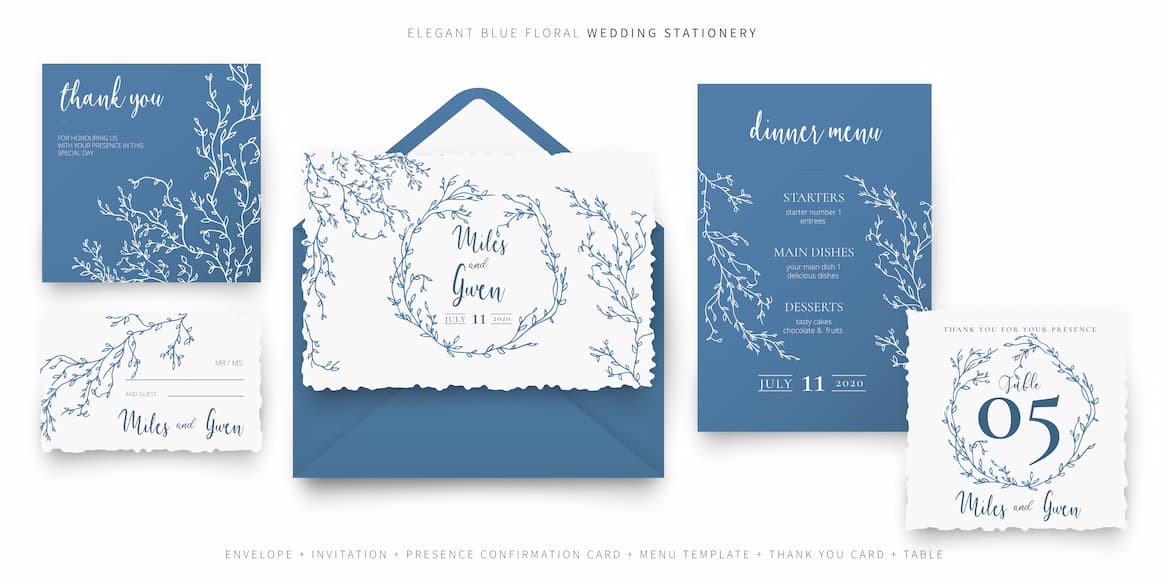 ELEGANT BLUE FLORAL WEDDING STATIONERY
thank you
FOR HONOURING US
WITH YOUR PRESENCE IN THIS
SPECIAL DAY
MR / MS:
AND GUEST:
Miles and Gwen
Miles
and
Gwen
JULY 11 2020
dinner menu
STARTERS
starter number 1
entrees
MAIN DISHES
your main dish 1
delicious dishes
DESSERTS
tasty cakes
chocolate & fruits
JULY 11 2020
THANK YOU FOR YOUR PRESENCE
Table
05
Miles and Gwen
ENVELOPE + INVITATION + PRESENCE CONFIRMATION CARD + MENU TEMPLATE + THANK YOU CARD + TABLE